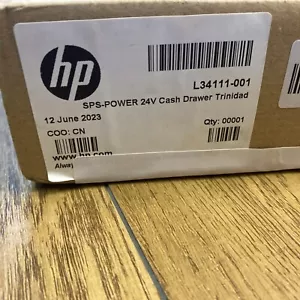 hp
L34111-001
SPS-POWER 24V Cash Drawer Trinidad
12 June 2023
Qty: 00001
COO: CN
www.hp.com